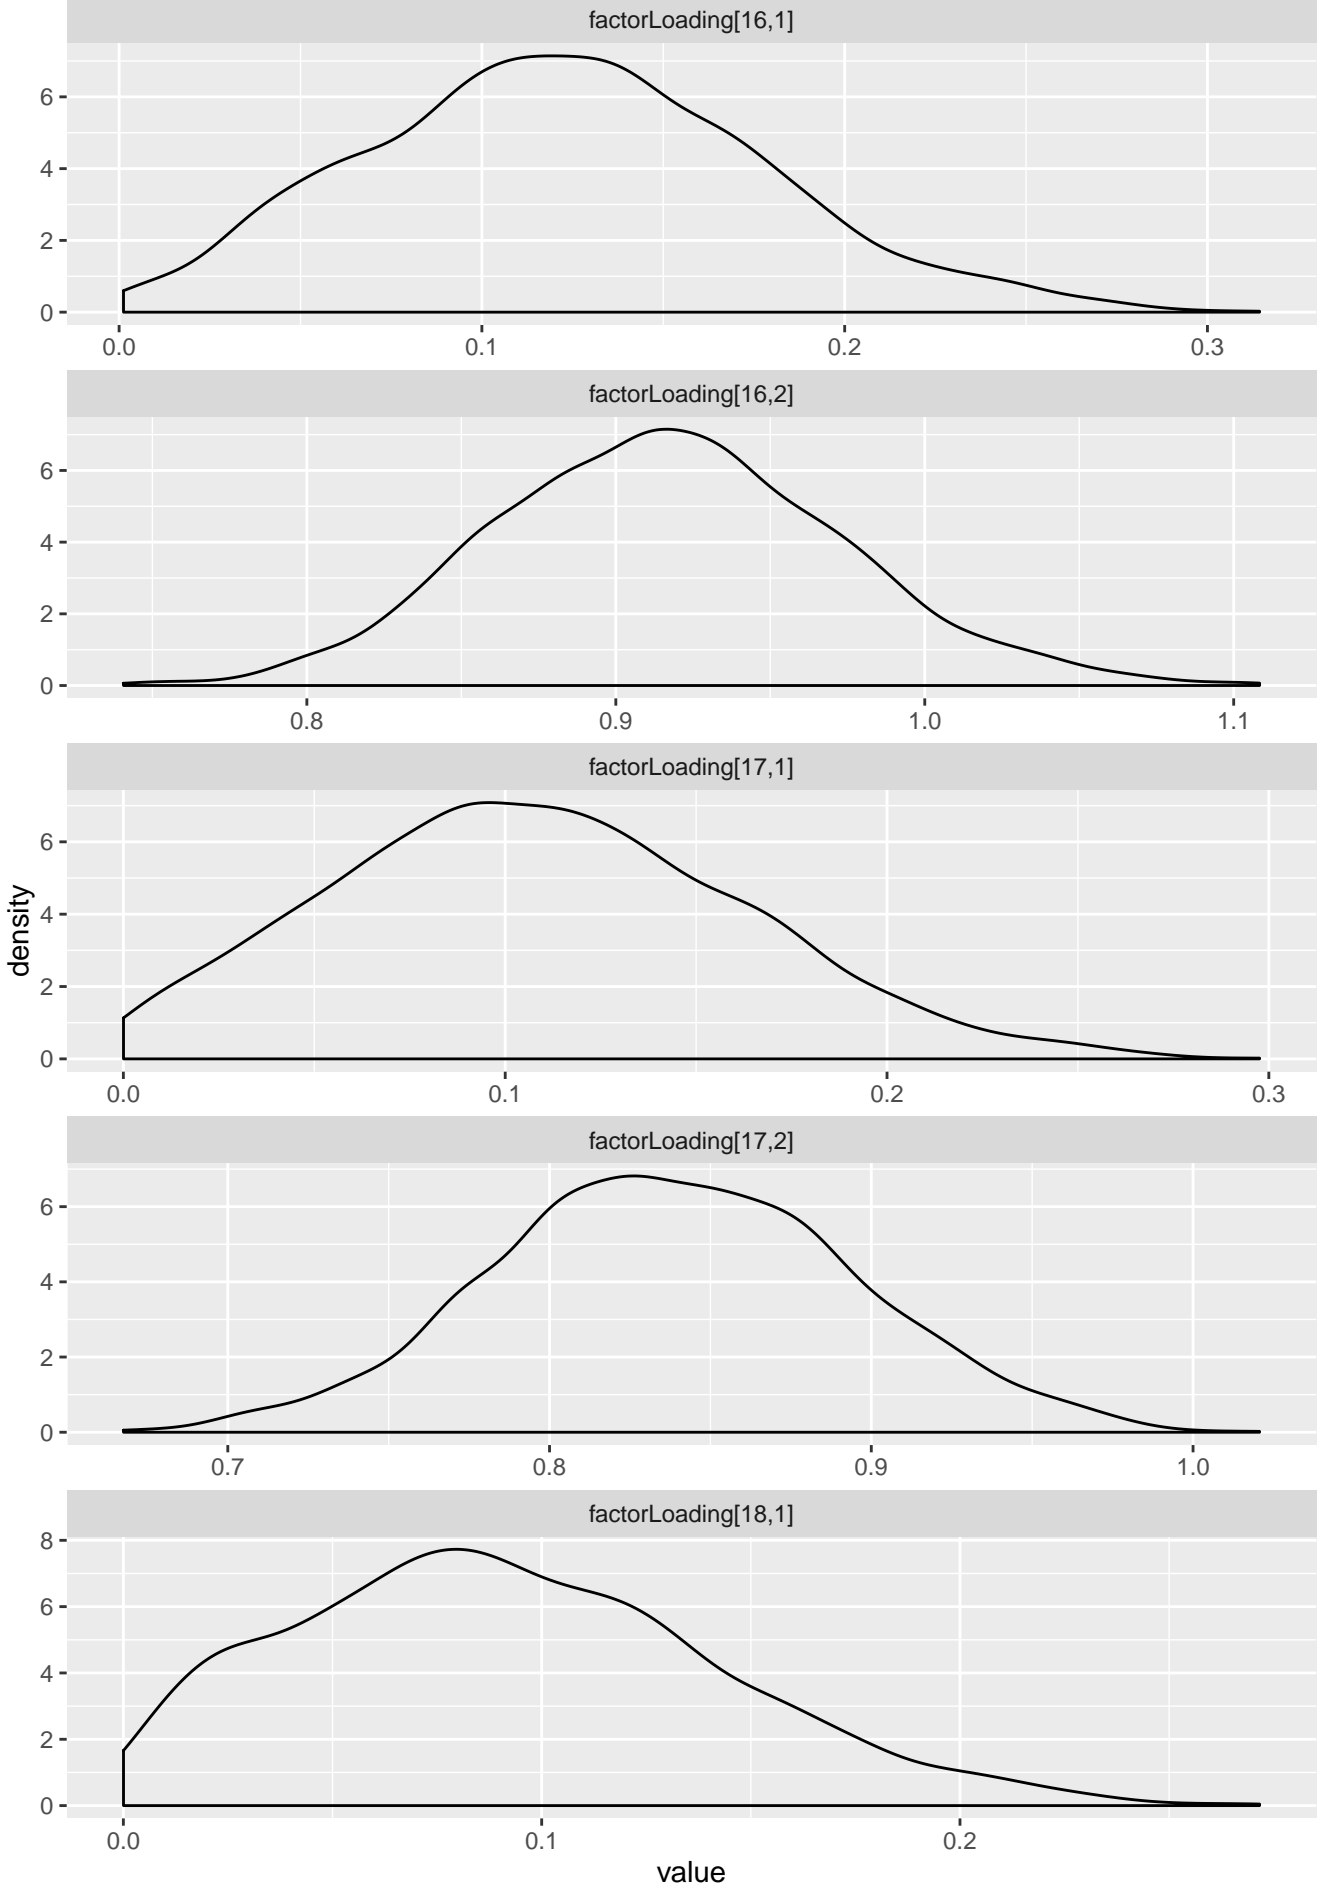 factorLoading[16,1]
6
4
2
0
0.0 0.1 0.2 0.3
factorLoading[16,2]
6
4
2
0
0.8 0.9 1.0 1.1
factorLoading[17,1]
6
4
2
0
0.0 0.1 0.2 0.3
density
factorLoading[17,2]
6
4
2
0
0.7 0.8 0.9 1.0
factorLoading[18,1]
8
6
4
2
0
0.0 0.1 0.2
value